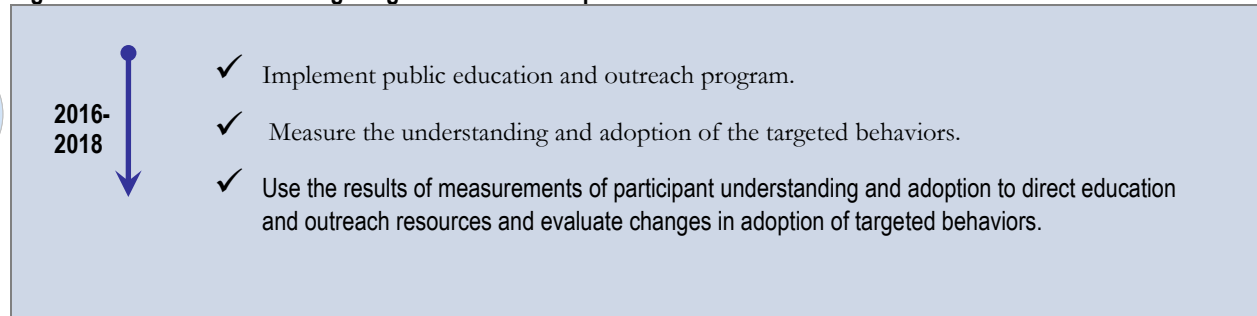 ✓ Implement public education and outreach program.
2016-
2018
✓ Measure the understanding and adoption of the targeted behaviors.
✓ Use the results of measurements of participant understanding and adoption to direct education
and outreach resources and evaluate changes in adoption of targeted behaviors.